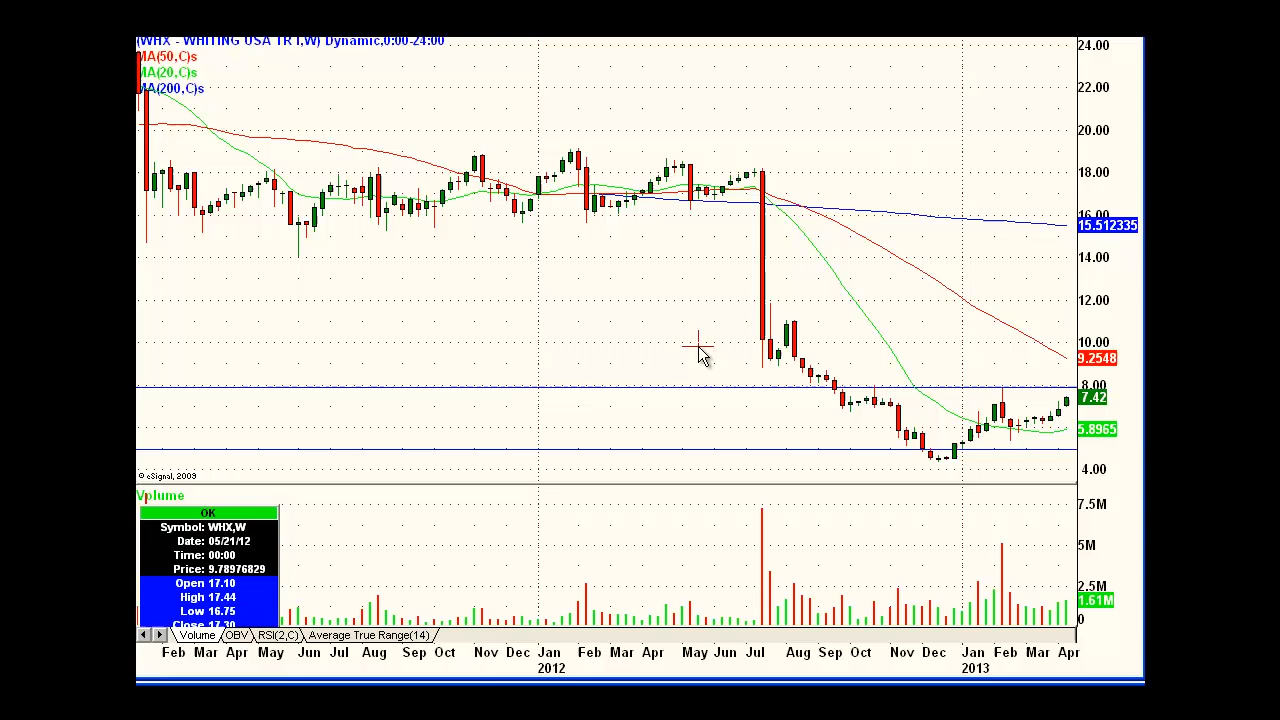 (WHX - WHITING USA TR I,W) Dynamic,0:00-24:00
MA(50,C)s
MA(20,C)s
MA(200,C)s
24.00
22.00
20.00
18.00
16.00
15.512335
14.00
12.00
10.00
9.2548
8.00
7.42
5.8965
4.00
© eSignal, 2009
Volume
7.5M
5M
2.5M
1.61M
0
OK
Symbol: WHX,W
Date: 05/21/12
Time: 00:00
Price: 9.78976829
Open 17.10
High 17.44
Low 16.75
Close 17.30
Volume OBV RSI(2,C) Average True Range(14)
Feb Mar Apr May Jun Jul Aug Sep Oct Nov Dec Jan Feb Mar Apr May Jun Jul Aug Sep Oct Nov Dec Jan Feb Mar Apr
2012 2013